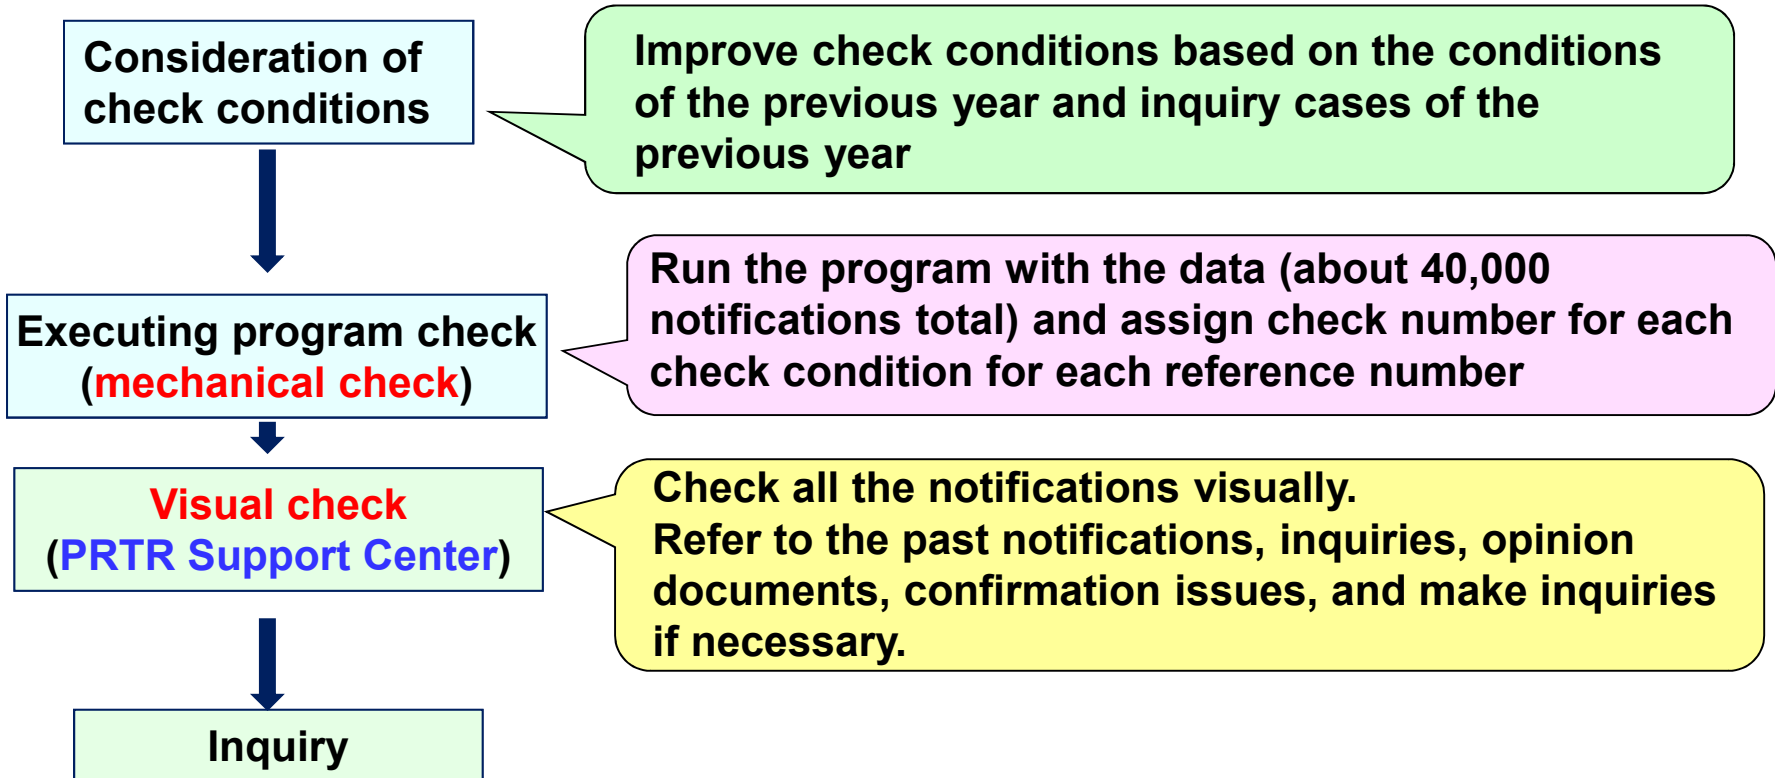 Consideration of
check conditions
Improve check conditions based on the conditions
of the previous year and inquiry cases of the
previous year
Executing program check
(mechanical check)
Run the program with the data (about 40,000
notifications total) and assign check number for each
check condition for each reference number
Visual check
(PRTR Support Center)
Check all the notifications visually.
Refer to the past notifications, inquiries, opinion
documents, confirmation issues, and make inquiries
if necessary.
Inquiry